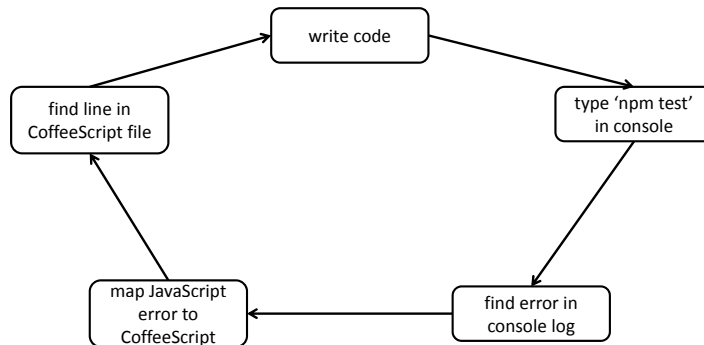 write code
type ‘npm test’
in console
find error in
console log
map JavaScript
error to
CoffeeScript
find line in
CoffeeScript file